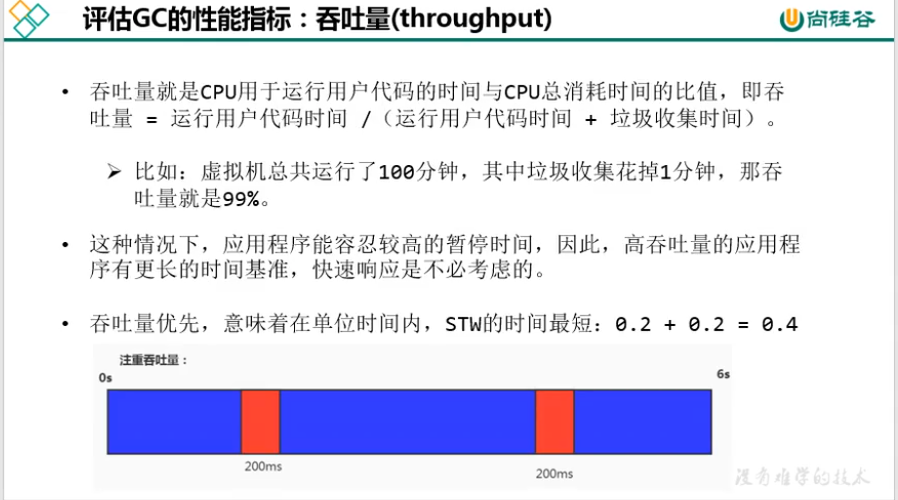 评估GC的性能指标：吞吐量(throughput)
尚硅谷
• 吞吐量就是CPU用于运行用户代码的时间与CPU总消耗时间的比值，即吞
吐量 = 运行用户代码时间 /（运行用户代码时间 + 垃圾收集时间）。
➢ 比如：虚拟机总共运行了100分钟，其中垃圾收集花掉1分钟，那吞
吐量就是99%。
• 这种情况下，应用程序能容忍较高的暂停时间，因此，高吞吐量的应用程
序有更长的时间基准，快速响应是不必考虑的。
• 吞吐量优先，意味着在单位时间内，STW的时间最短：0.2 + 0.2 = 0.4
注重吞吐量：
0s
6s
200ms
200ms
没有难学的技术